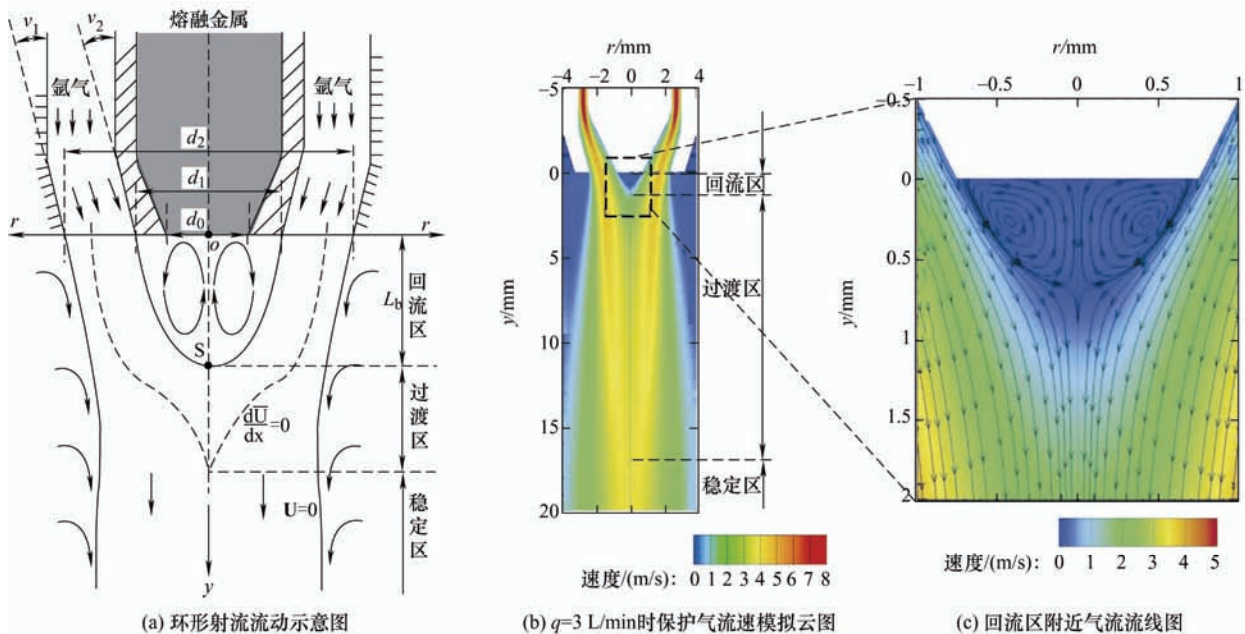 ν₁ ν₂ 熔融金属
氩气 氩气
d₂
d₁
d₀
r o r
L_b 回流区
S
过渡区
dU̅/dx=0
U=0 稳定区
y
(a) 环形射流流动示意图
r/mm
−4 −2 0 2 4
−5
0
5
10
15
20
y/mm
回流区
过渡区
稳定区
0 1 2 3 4 5 6 7 8
速度/(m/s):
(b) q=3 L/min时保护气流速模拟云图
r/mm
−1 −0.5 0 0.5 1
−0.5
0
0.5
1
1.5
2
y/mm
0 1 2 3 4 5
速度/(m/s):
(c) 回流区附近气流流线图